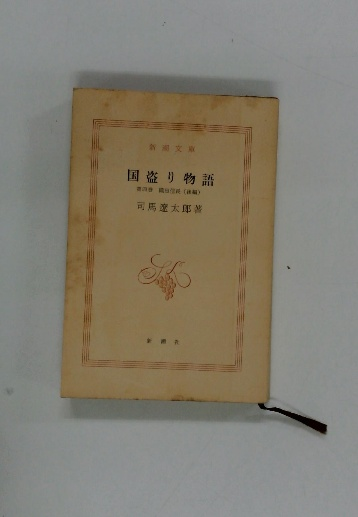 新潮文庫
国盗り物語
第四巻 織田信長(後編)
司馬遼太郎著
新潮社